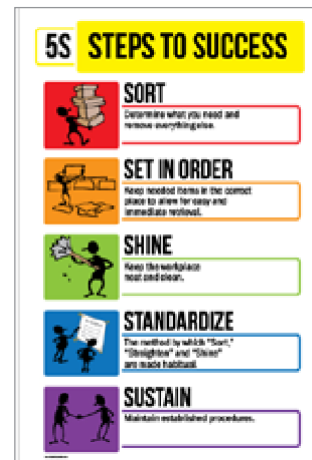 5S STEPS TO SUCCESS
SORT
Determine what you need and
remove everything else.
SET IN ORDER
Keep needed items in the correct
place to allow for easy and
immediate retrieval.
SHINE
Keep the workplace
neat and clean.
STANDARDIZE
The method by which "Sort,"
"Straighten" and "Shine"
are made habitual.
SUSTAIN
Maintain established procedures.